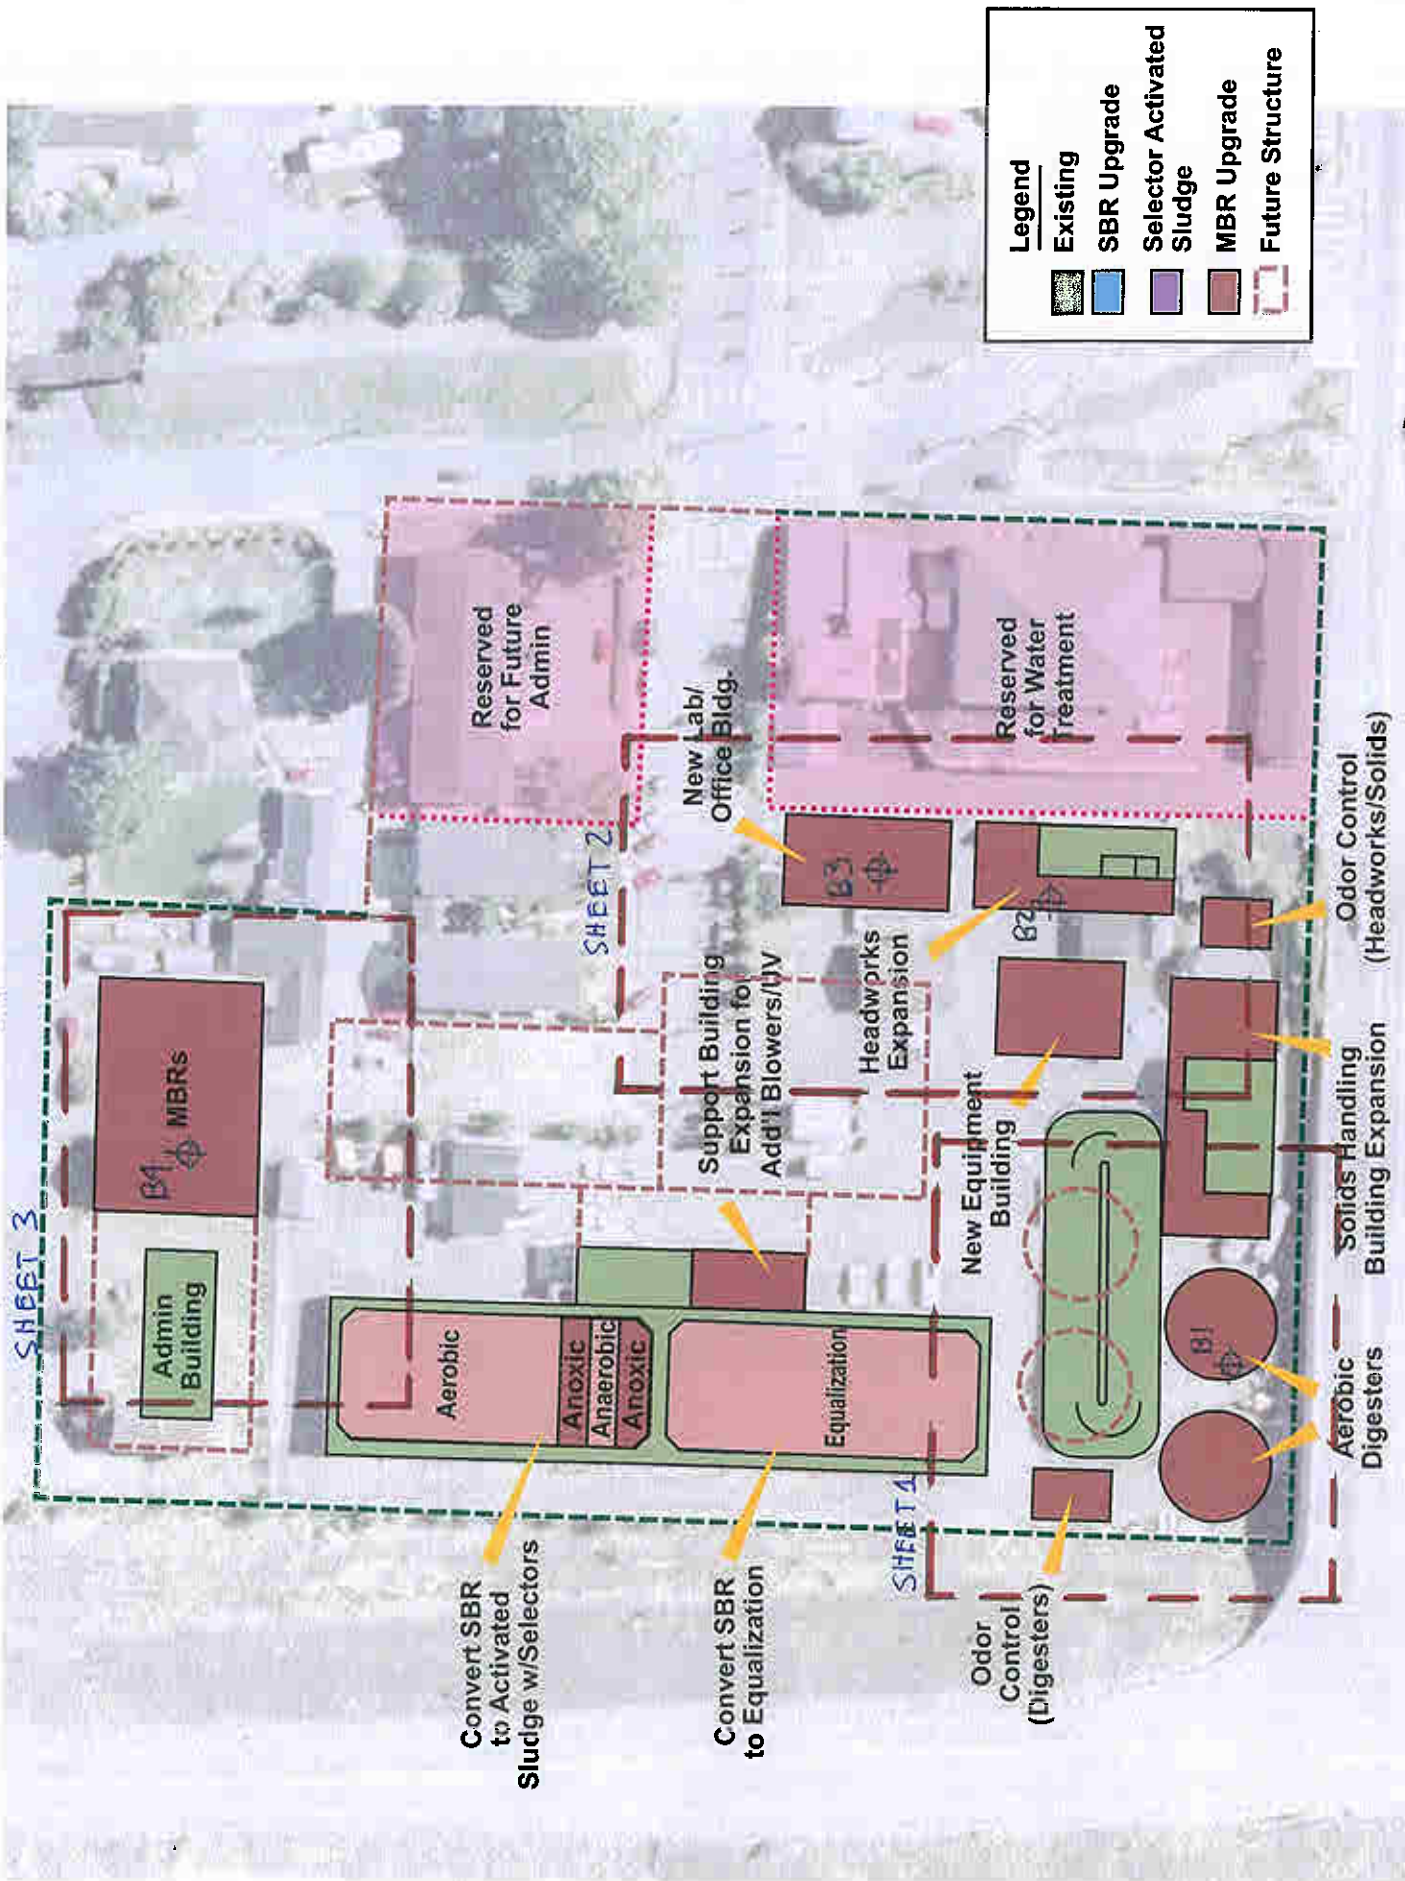 SHEET 3
Admin
Building
B4
MBRs
Convert SBR
to Activated
Sludge w/Selectors
Aerobic
Anoxic
Anaerobic
Anoxic
Convert SBR
to Equalization
Equalization
SHEET 2
Support Building
Expansion for
Add'l Blowers/UV
Reserved
for Future
Admin
New Lab/
Office Bldg.
B3
Headworks
Expansion
B2
Reserved
for Water
Treatment
SHEET 1
New Equipment
Building
Odor
Control
(Digesters)
B1
Aerobic
Digesters
Solids Handling
Building Expansion
Odor Control
(Headworks/Solids)
Legend
Existing
SBR Upgrade
Selector Activated
Sludge
MBR Upgrade
Future Structure